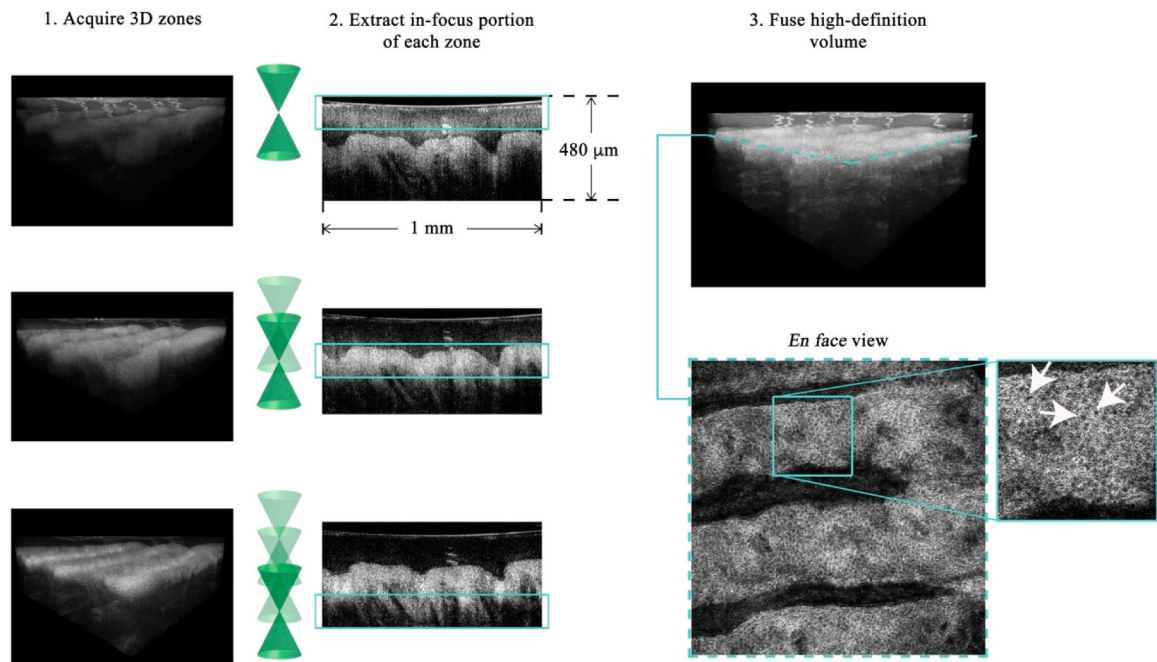 1. Acquire 3D zones
2. Extract in-focus portion
of each zone
3. Fuse high-definition
volume
480 μm
1 mm
En face view